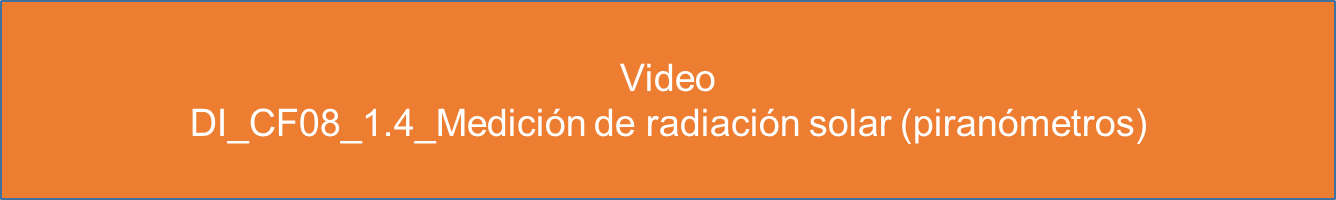 Video
DI_CF08_1.4_Medición de radiación solar (piranómetros)